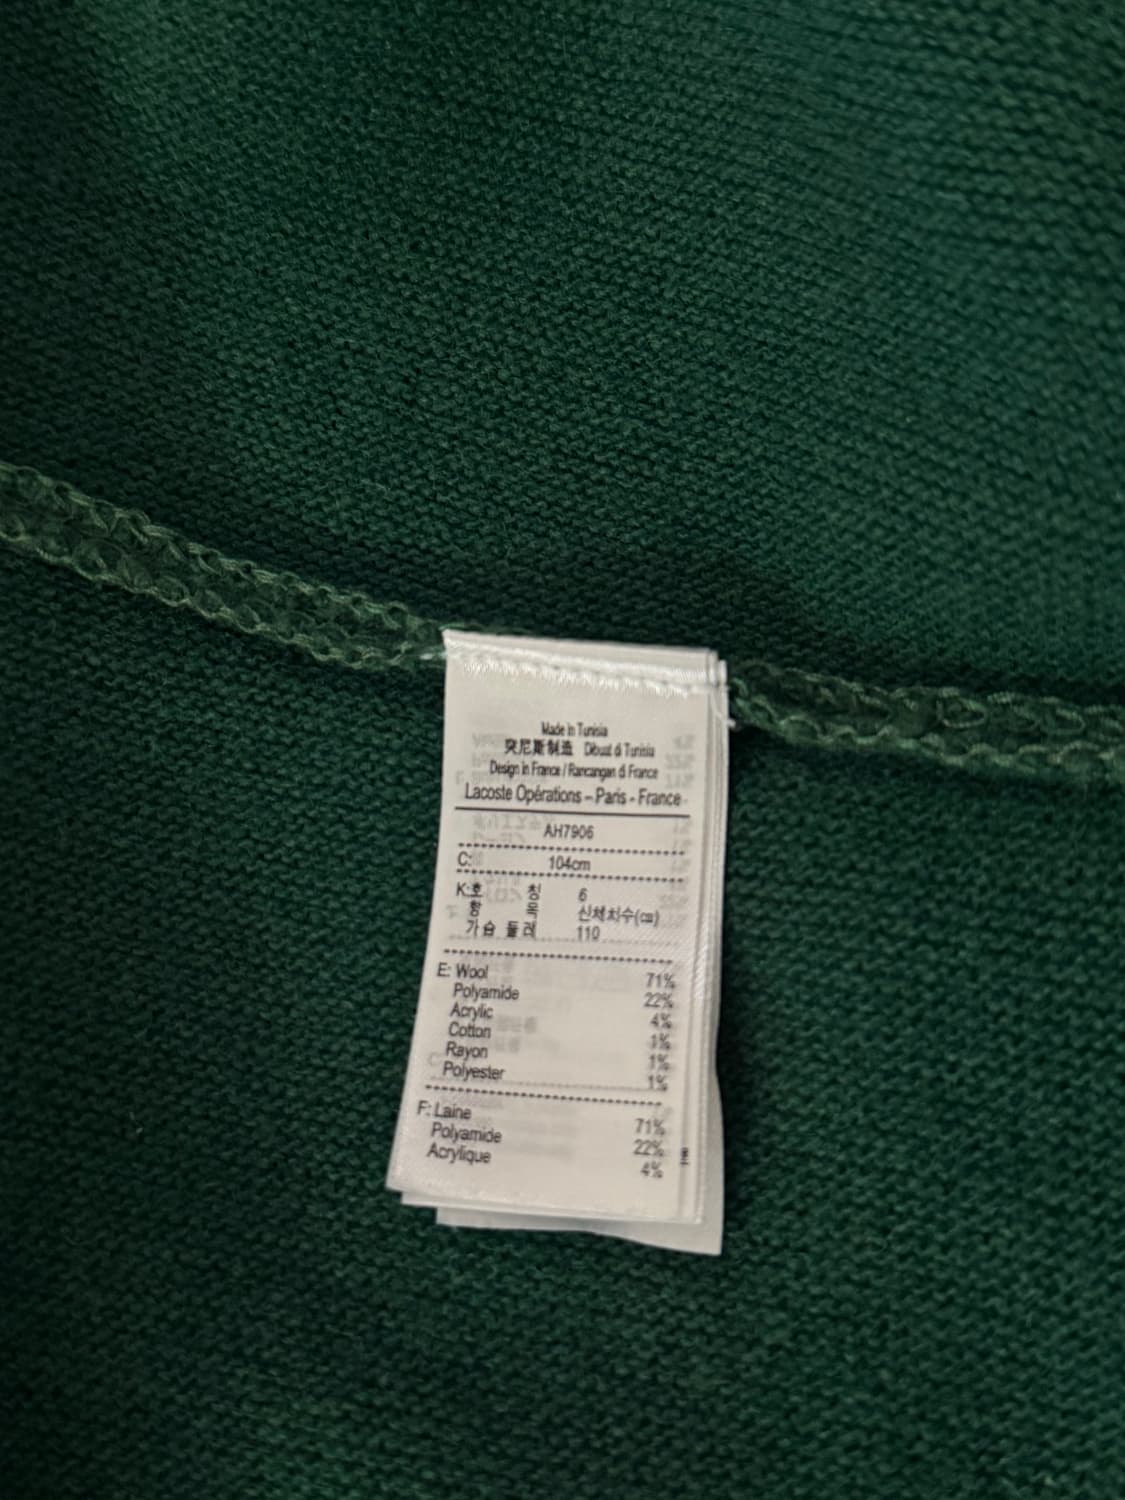 Made in Tunisia
突尼斯制造 Dibuat di Tunisia
Design in France / Rancangan di France
Lacoste Opérations – Paris - France
AH7906
C: 104cm
K:호 칭 6
항 목 신체치수(㎝)
가슴 둘레 110
E: Wool 71%
Polyamide 22%
Acrylic 4%
Cotton 1%
Rayon 1%
Polyester 1%
F: Laine 71%
Polyamide 22%
Acrylique 4%